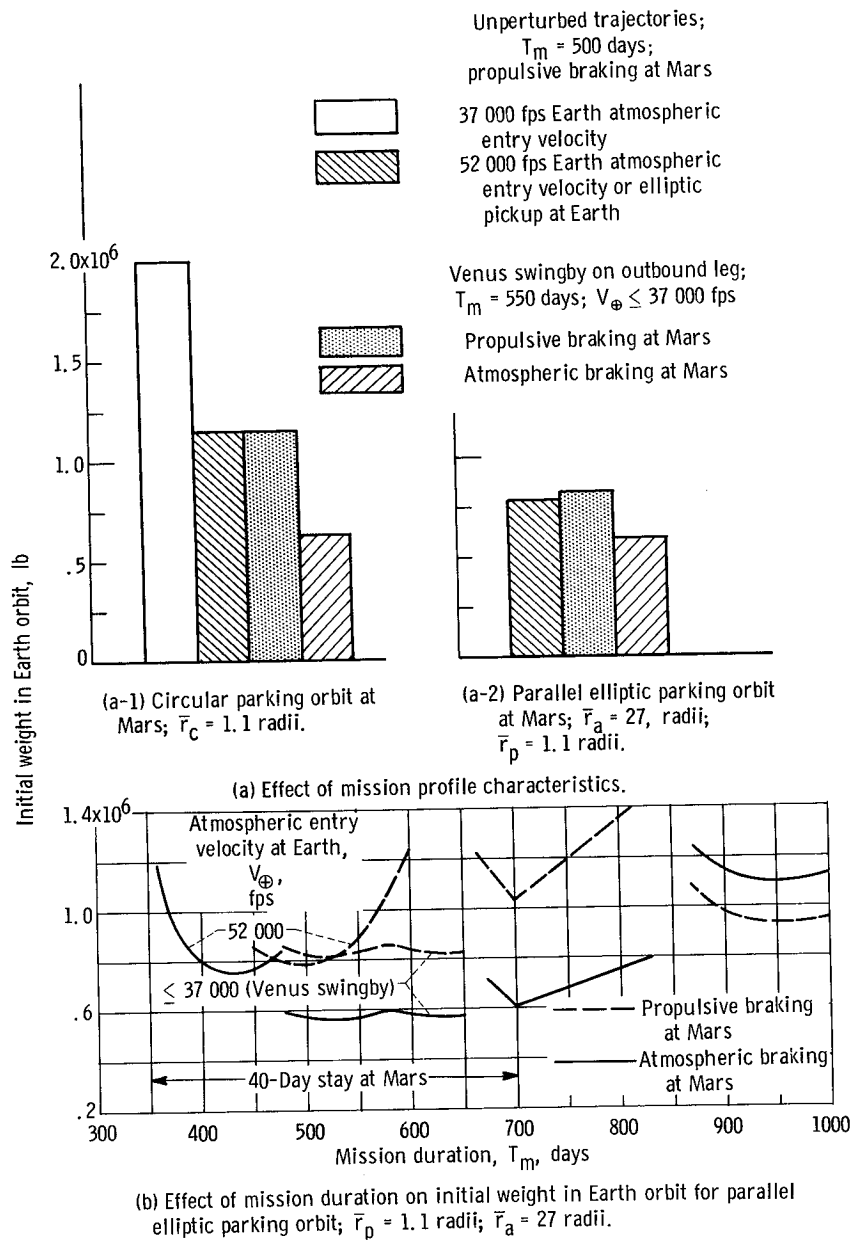 Unperturbed trajectories;
T_m = 500 days;
propulsive braking at Mars
37 000 fps Earth atmospheric
entry velocity
52 000 fps Earth atmospheric
entry velocity or elliptic
pickup at Earth
Venus swingby on outbound leg;
T_m = 550 days; V_⊕ ≤ 37 000 fps
Propulsive braking at Mars
Atmospheric braking at Mars
Initial weight in Earth orbit, lb
2.0x10⁶
1.5
1.0
.5
0
(a-1) Circular parking orbit at
Mars; r̅_c = 1.1 radii.
(a-2) Parallel elliptic parking orbit
at Mars; r̅_a = 27, radii;
r̅_p = 1.1 radii.
(a) Effect of mission profile characteristics.
1.4x10⁶
1.0
.6
.2
Atmospheric entry
velocity at Earth,
V_⊕,
fps
52 000
≤ 37 000 (Venus swingby)
40-Day stay at Mars
Propulsive braking
at Mars
Atmospheric braking
at Mars
300 400 500 600 700 800 900 1000
Mission duration, T_m, days
(b) Effect of mission duration on initial weight in Earth orbit for parallel
elliptic parking orbit; r̅_p = 1.1 radii; r̅_a = 27 radii.